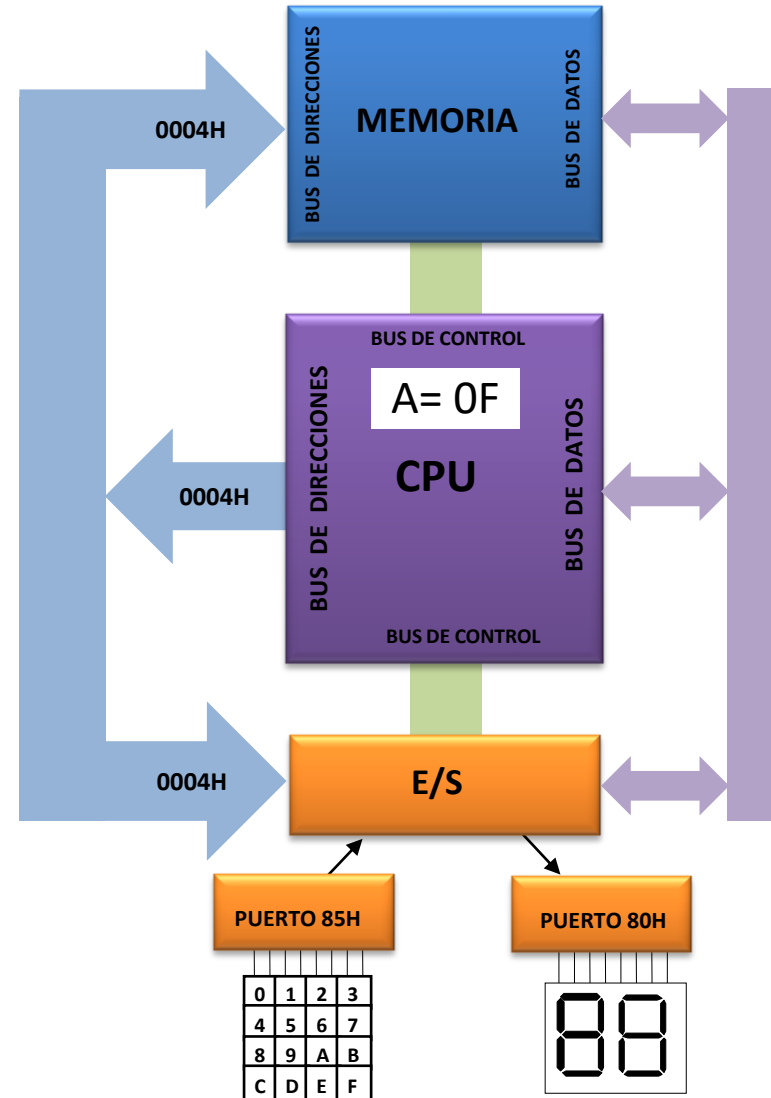 0004H
BUS DE DIRECCIONES
MEMORIA
BUS DE DATOS
BUS DE CONTROL
A= 0F
CPU
0004H
BUS DE DIRECCIONES
BUS DE DATOS
BUS DE CONTROL
0004H
E/S
PUERTO 85H
PUERTO 80H
0 1 2 3
4 5 6 7
8 9 A B
C D E F
88